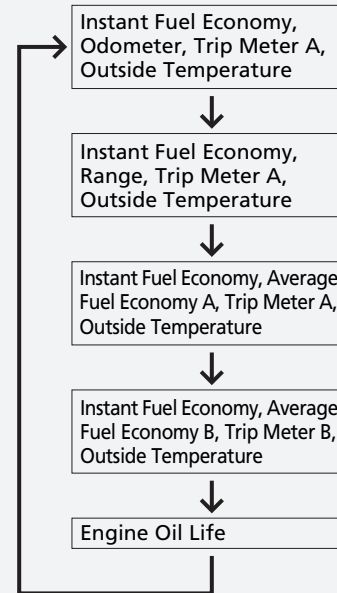 Instant Fuel Economy,
Odometer, Trip Meter A,
Outside Temperature
Instant Fuel Economy,
Range, Trip Meter A,
Outside Temperature
Instant Fuel Economy, Average
Fuel Economy A, Trip Meter A,
Outside Temperature
Instant Fuel Economy, Average
Fuel Economy B, Trip Meter B,
Outside Temperature
Engine Oil Life